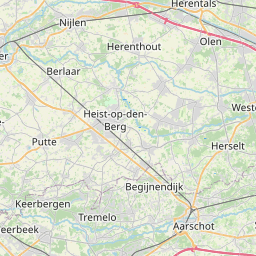 Nijlen
Herentals
Olen
Herenthout
er
Berlaar
Heist-op-den-
Berg
Weste
Putte
Herselt
Begijnendijk
Keerbergen
Tremelo
Aarschot
eerbeek